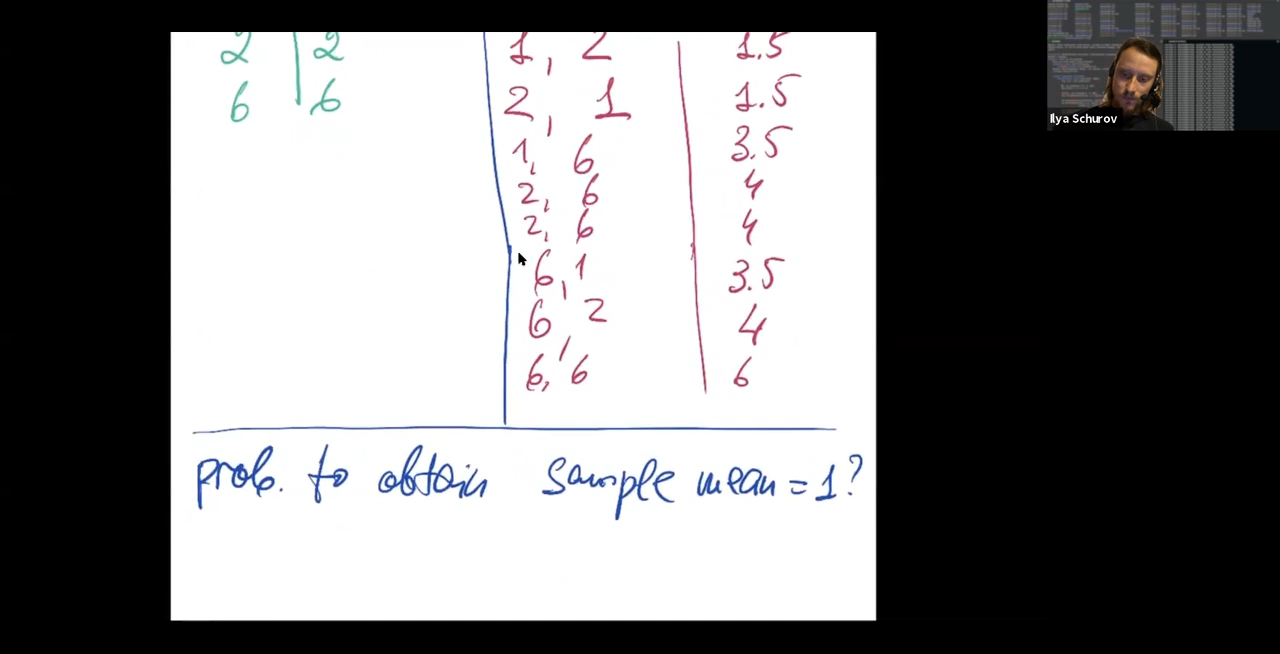 2 | 2 1, 2 1.5
6 | 6 2, 1 1.5
1, 6 3.5
2, 6 4
2, 6 4
6, 1 3.5
6, 2 4
6, 6 6
prob. to obtain sample mean = 1?
Ilya Schurov